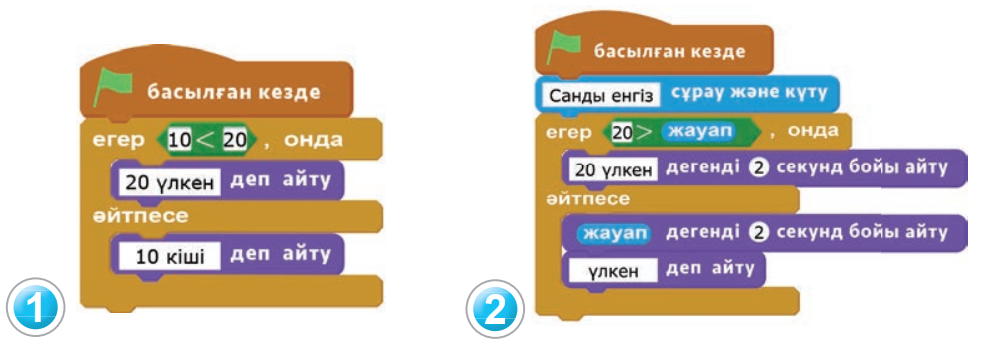 басылған кезде
егер 10 < 20 , онда
20 үлкен деп айту
әйтпесе
10 кіші деп айту
1
басылған кезде
Санды енгіз сұрау және күту
егер 20 > жауап , онда
20 үлкен дегенді 2 секунд бойы айту
әйтпесе
жауап дегенді 2 секунд бойы айту
үлкен деп айту
2